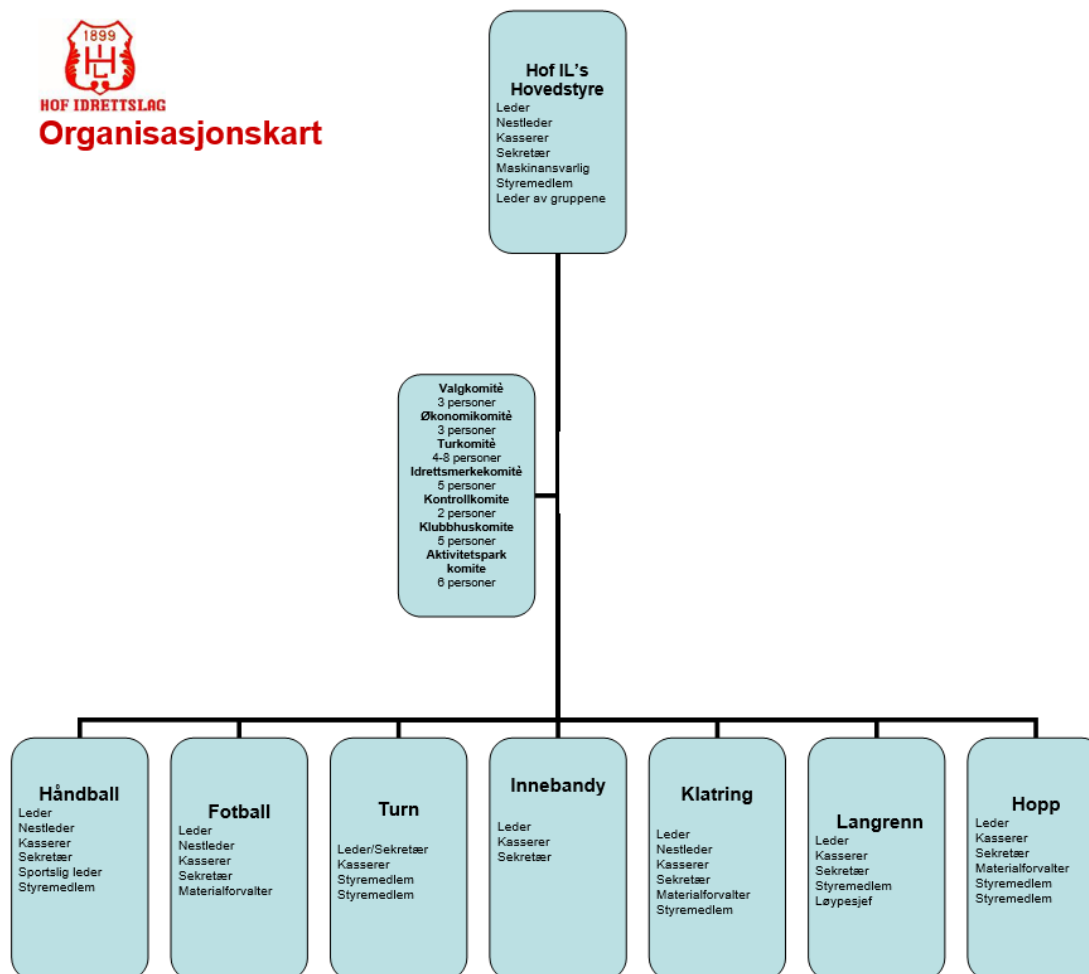 1899
HIL
HOF IDRETTSLAG
Organisasjonskart
Hof IL's
Hovedstyre
Leder
Nestleder
Kasserer
Sekretær
Maskinansvarlig
Styremedlem
Leder av gruppene
Valgkomitè
3 personer
Økonomikomitè
3 personer
Turkomitè
4-8 personer
Idrettsmerkekomitè
5 personer
Kontrollkomite
2 personer
Klubbhuskomite
5 personer
Aktivitetspark
komite
6 personer
Håndball
Leder
Nestleder
Kasserer
Sekretær
Sportslig leder
Styremedlem
Fotball
Leder
Nestleder
Kasserer
Sekretær
Materialforvalter
Turn
Leder/Sekretær
Kasserer
Styremedlem
Styremedlem
Innebandy
Leder
Kasserer
Sekretær
Klatring
Leder
Nestleder
Kasserer
Sekretær
Materialforvalter
Styremedlem
Langrenn
Leder
Kasserer
Sekretær
Styremedlem
Løypesjef
Hopp
Leder
Kasserer
Sekretær
Materialforvalter
Styremedlem
Styremedlem